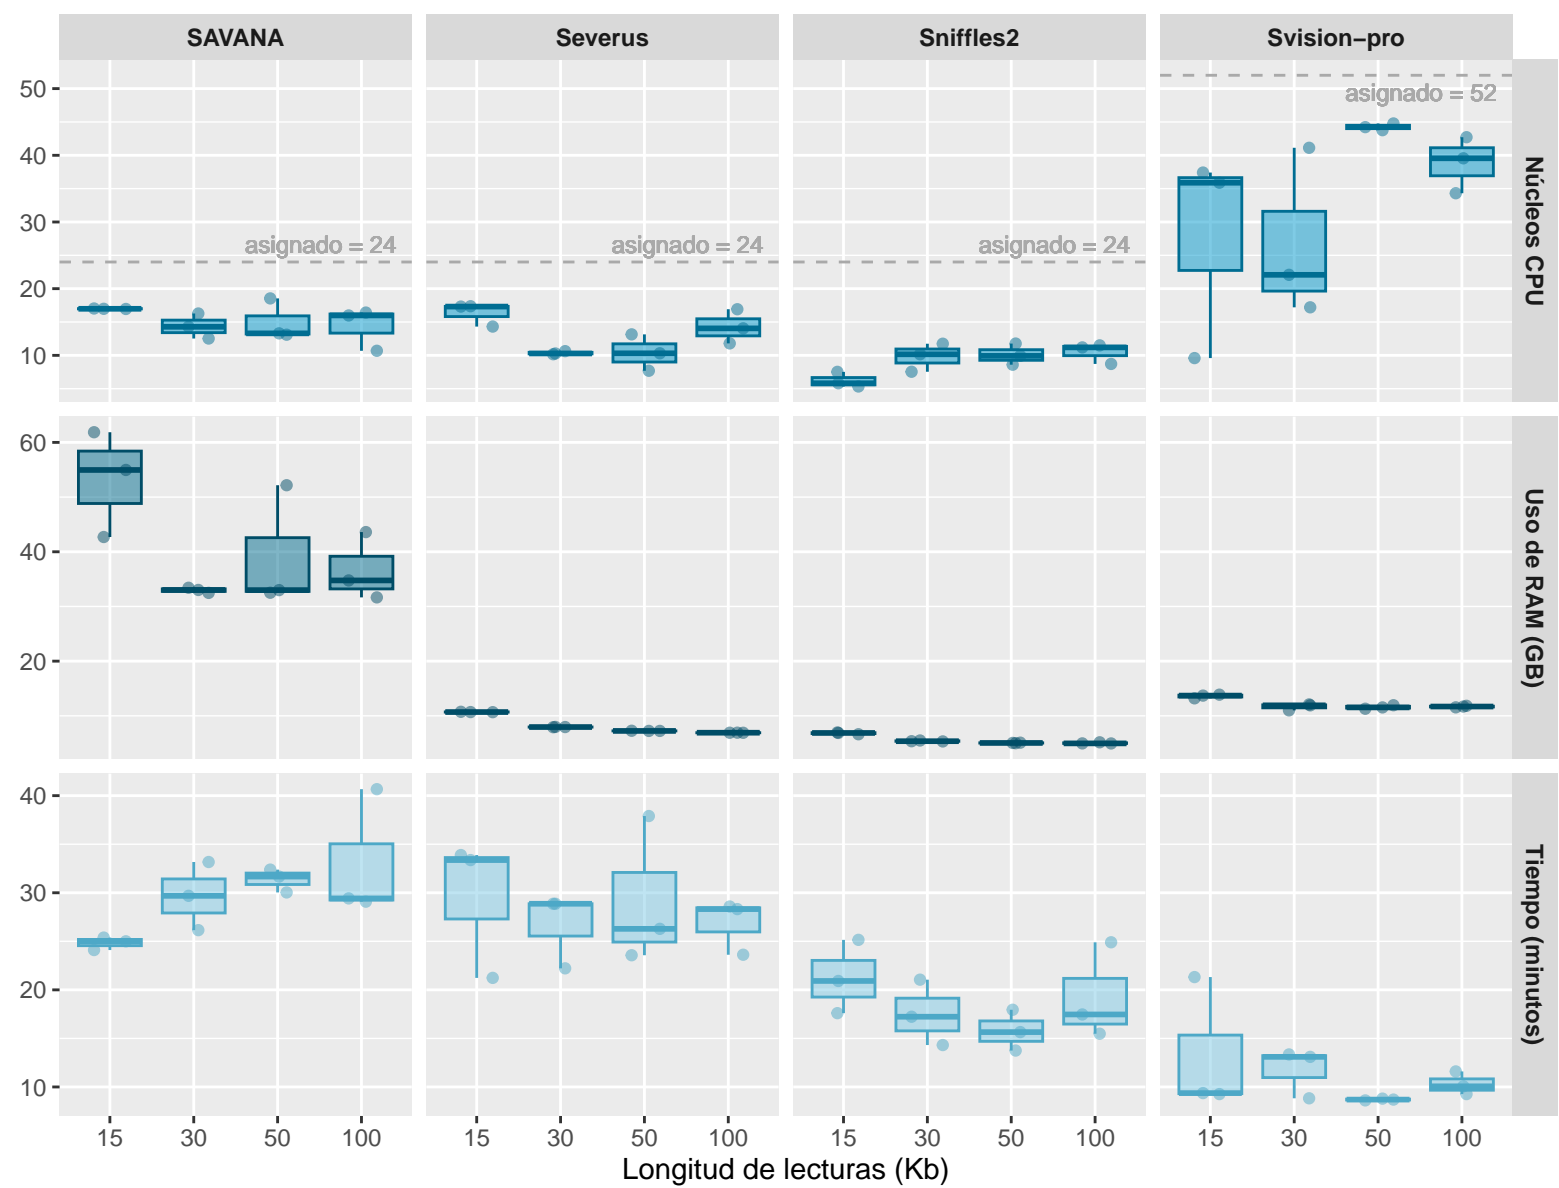 SAVANA Severus Sniffles2 Svision−pro
50
40
30
20
10
asignado = 24
asignado = 24
asignado = 24
asignado = 52
Núcleos CPU
60
40
20
Uso de RAM (GB)
40
30
20
10
Tiempo (minutos)
15 30 50 100 15 30 50 100 15 30 50 100 15 30 50 100
Longitud de lecturas (Kb)